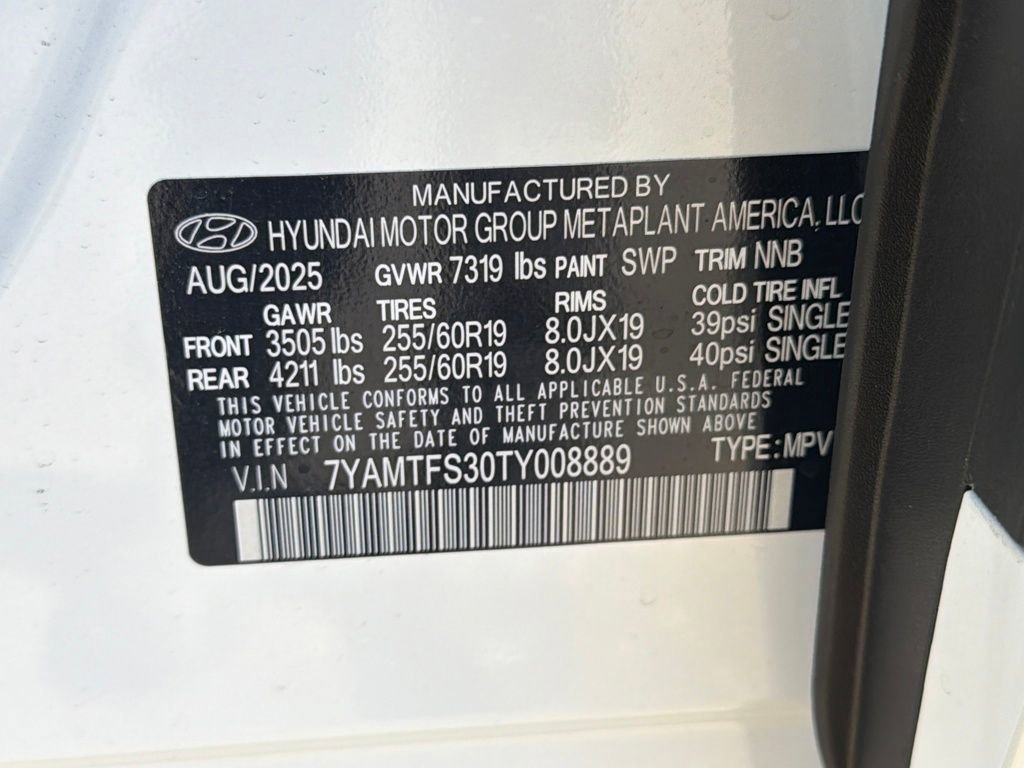 MANUFACTURED BY
HYUNDAI MOTOR GROUP METAPLANT AMERICA, LLC
AUG/2025 GVWR 7319 lbs PAINT SWP TRIM NNB
GAWR TIRES RIMS COLD TIRE INFL
FRONT 3505 lbs 255/60R19 8.0JX19 39psi SINGLE
REAR 4211 lbs 255/60R19 8.0JX19 40psi SINGLE
THIS VEHICLE CONFORMS TO ALL APPLICABLE U.S.A. FEDERAL
MOTOR VEHICLE SAFETY AND THEFT PREVENTION STANDARDS
IN EFFECT ON THE DATE OF MANUFACTURE SHOWN ABOVE
V.I.N 7YAMTFS30TY008889 TYPE:MPV